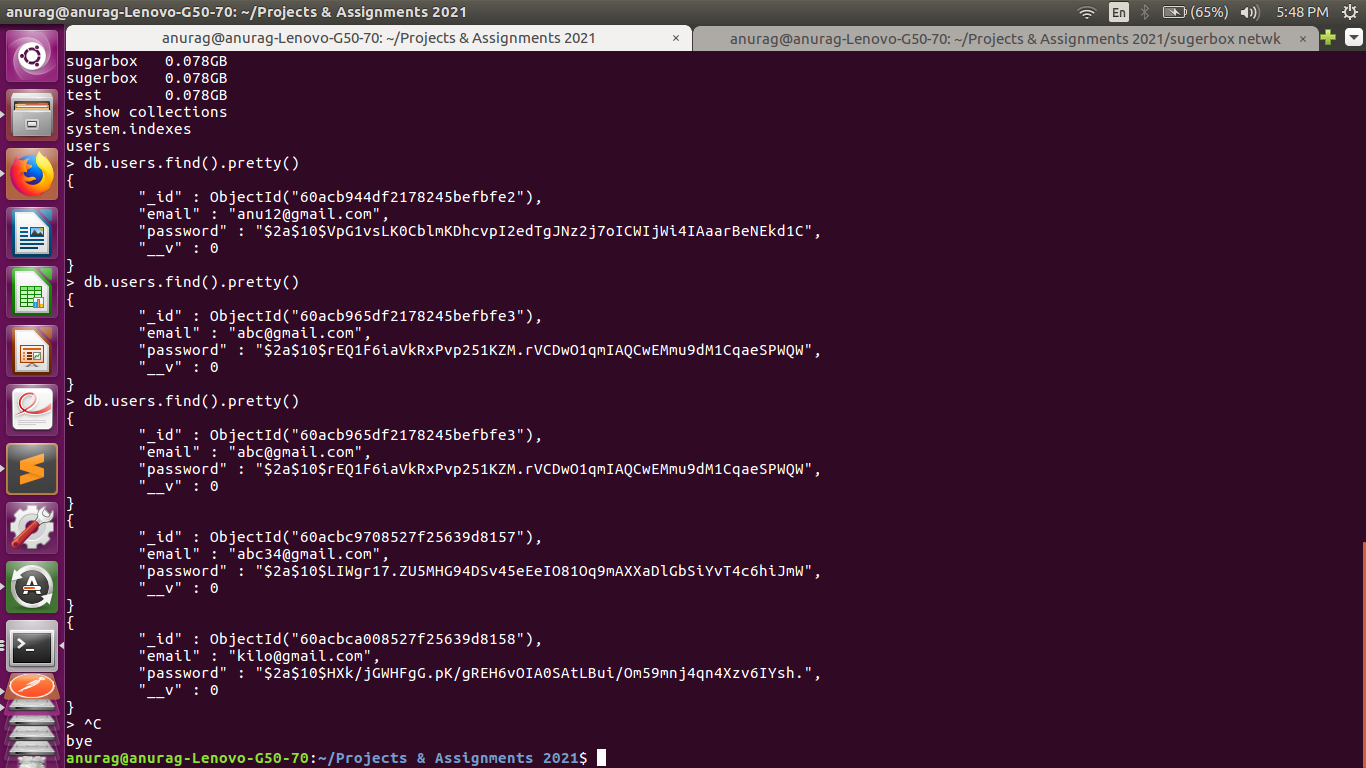 anurag@anurag-Lenovo-G50-70: ~/Projects & Assignments 2021
En (65%) 5:48 PM
anurag@anurag-Lenovo-G50-70: ~/Projects & Assignments 2021 × anurag@anurag-Lenovo-G50-70: ~/Projects & Assignments 2021/sugerbox netwk ×
sugarbox   0.078GB
sugerbox   0.078GB
test       0.078GB
> show collections
system.indexes
users
> db.users.find().pretty()
{
        "_id" : ObjectId("60acb944df2178245befbfe2"),
        "email" : "anu12@gmail.com",
        "password" : "$2a$10$VpG1vsLK0CblmKDhcvpI2edTgJNz2j7oICWIjWi4IAaarBeNEkd1C",
        "__v" : 0
}
> db.users.find().pretty()
{
        "_id" : ObjectId("60acb965df2178245befbfe3"),
        "email" : "abc@gmail.com",
        "password" : "$2a$10$rEQ1F6iaVkRxPvp251KZM.rVCDwO1qmIAQCwEMmu9dM1CqaeSPWQW",
        "__v" : 0
}
> db.users.find().pretty()
{
        "_id" : ObjectId("60acb965df2178245befbfe3"),
        "email" : "abc@gmail.com",
        "password" : "$2a$10$rEQ1F6iaVkRxPvp251KZM.rVCDwO1qmIAQCwEMmu9dM1CqaeSPWQW",
        "__v" : 0
}
{
        "_id" : ObjectId("60acbc9708527f25639d8157"),
        "email" : "abc34@gmail.com",
        "password" : "$2a$10$LIWgr17.ZU5MHG94DSv45eEeIO81Oq9mAXXaDlGbSiYvT4c6hiJmW",
        "__v" : 0
}
{
        "_id" : ObjectId("60acbca008527f25639d8158"),
        "email" : "kilo@gmail.com",
        "password" : "$2a$10$HXk/jGWHFgG.pK/gREH6vOIA0SAtLBui/Om59mnj4qn4Xzv6IYsh.",
        "__v" : 0
}
> ^C
bye
anurag@anurag-Lenovo-G50-70:~/Projects & Assignments 2021$